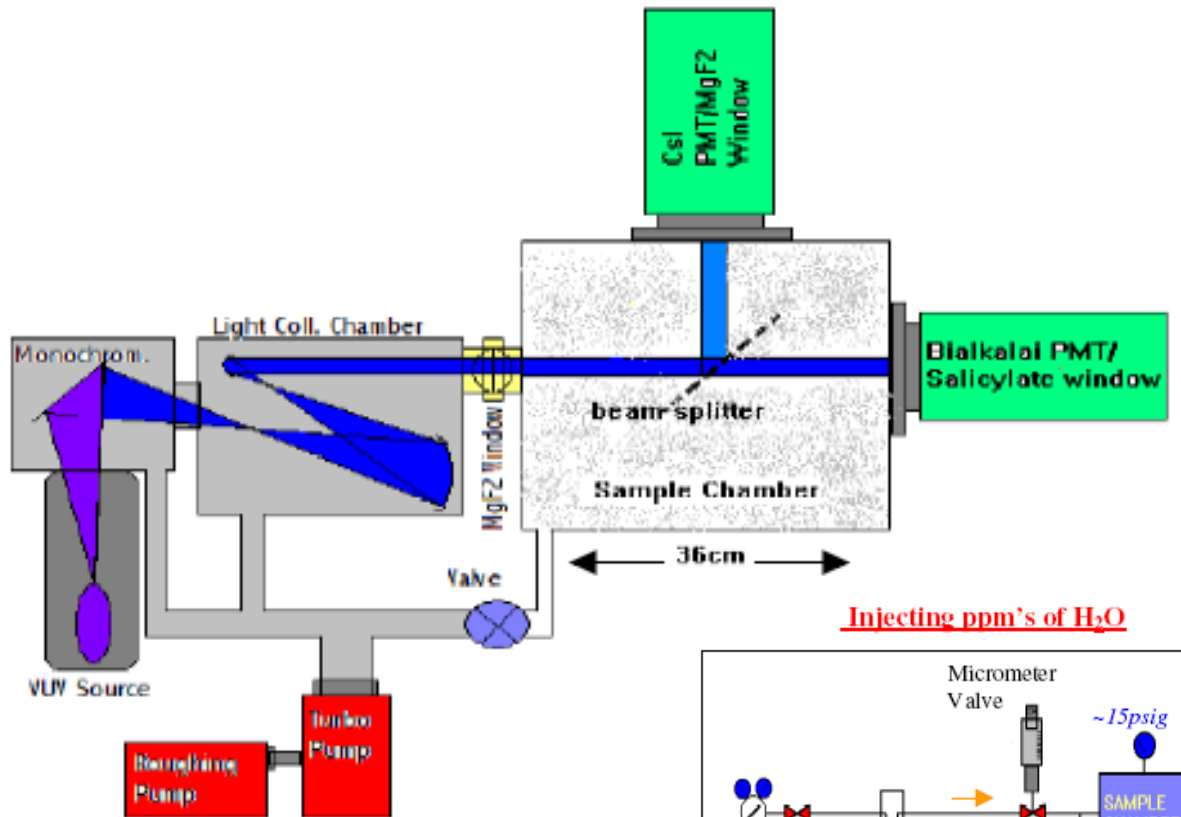 CsI
PMT/MgF2
Window
Light Coll. Chamber
Monochrom.
Bialkalai PMT/
Salicylate window
beam-splitter
MgF2 Window
Sample Chamber
36cm
Valve
VUV Source
Turbo
Pump
Roughing
Pump
Injecting ppm's of H₂O
Micrometer
Valve
~15psig
SAMPLE